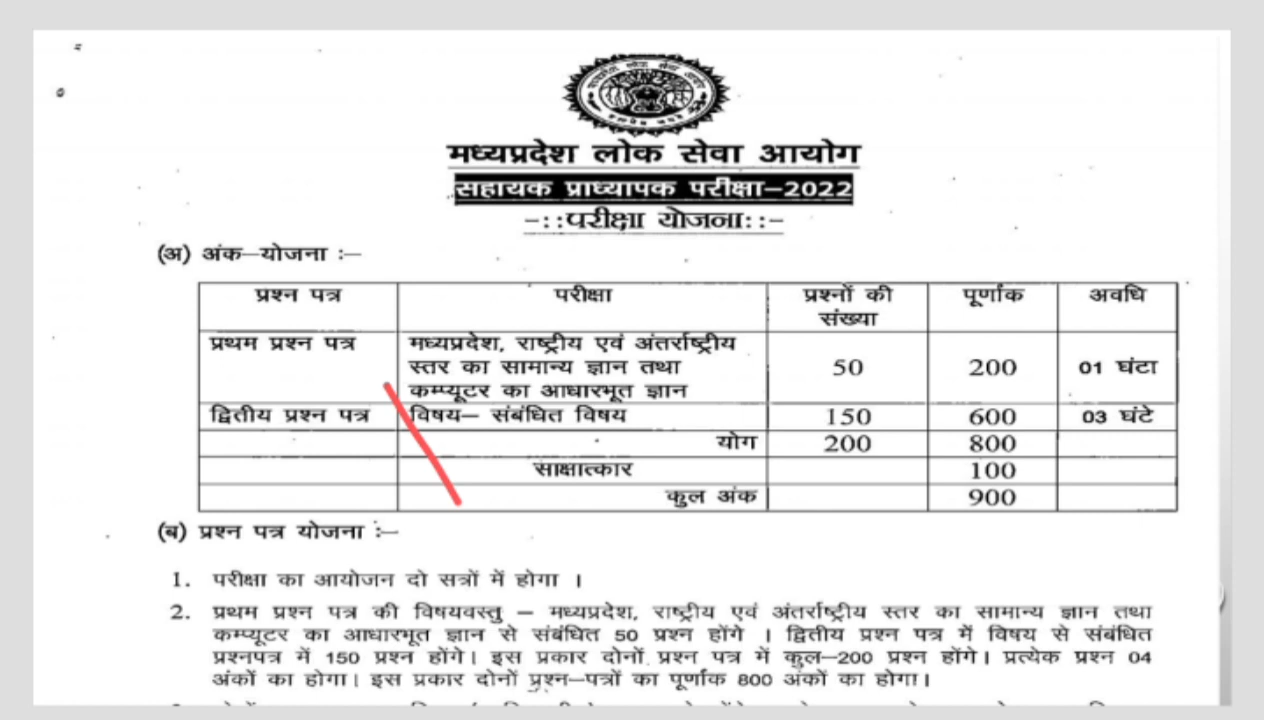 मध्यप्रदेश लोक सेवा आयोग
सहायक प्राध्यापक परीक्षा–2022
–::परीक्षा योजना::–
(अ) अंक–योजना :–
प्रश्न पत्र परीक्षा प्रश्नों की संख्या पूर्णांक अवधि
प्रथम प्रश्न पत्र मध्यप्रदेश, राष्ट्रीय एवं अंतर्राष्ट्रीय
स्तर का सामान्य ज्ञान तथा 50 200 01 घंटा
कम्प्यूटर का आधारभूत ज्ञान
द्वितीय प्रश्न पत्र विषय– संबंधित विषय 150 600 03 घंटे
योग 200 800
साक्षात्कार 100
कुल अंक 900
(ब) प्रश्न पत्र योजना :–
1. परीक्षा का आयोजन दो सत्रों में होगा ।
2. प्रथम प्रश्न पत्र की विषयवस्तु – मध्यप्रदेश, राष्ट्रीय एवं अंतर्राष्ट्रीय स्तर का सामान्य ज्ञान तथा
कम्प्यूटर का आधारभूत ज्ञान से संबंधित 50 प्रश्न होंगे । द्वितीय प्रश्न पत्र में विषय से संबंधित
प्रश्नपत्र में 150 प्रश्न होंगे। इस प्रकार दोनों प्रश्न पत्र में कुल–200 प्रश्न होंगे। प्रत्येक प्रश्न 04
अंकों का होगा। इस प्रकार दोनों प्रश्न–पत्रों का पूर्णांक 800 अंकों का होगा।